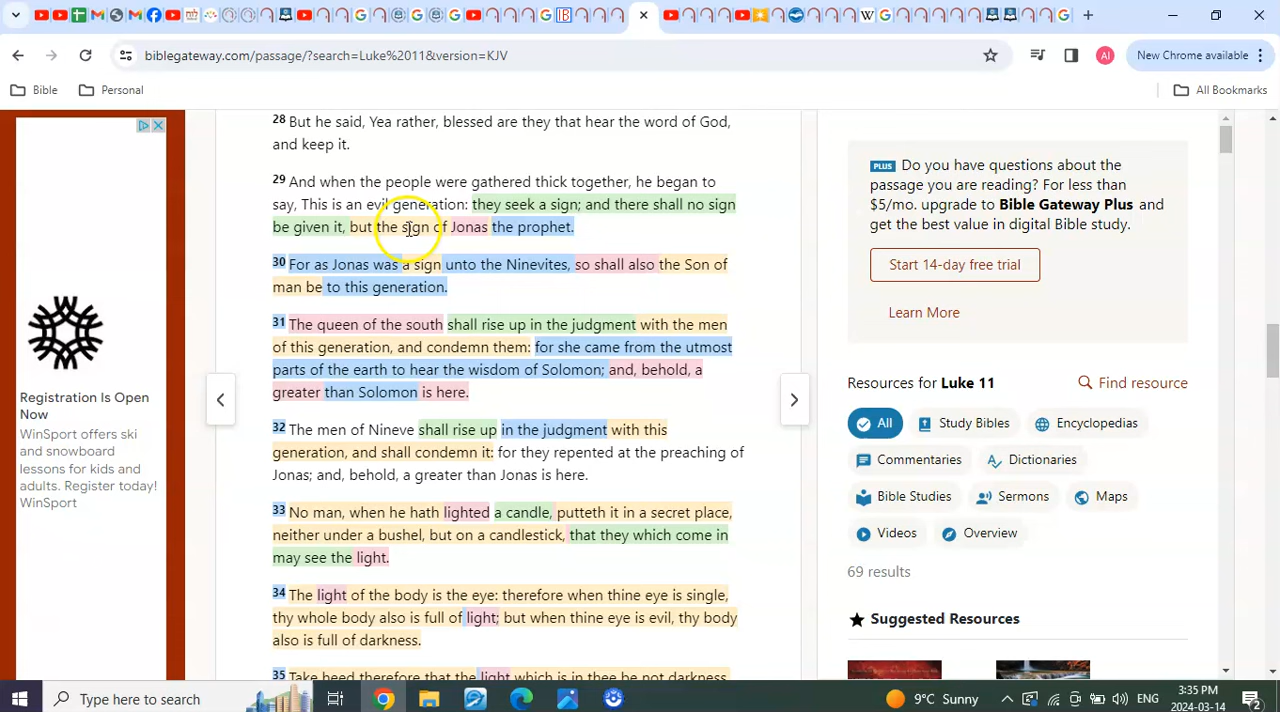 biblegateway.com/passage/?search=Luke%2011&version=KJV
AI
New Chrome available
Bible
Personal
All Bookmarks
Registration Is Open
Now
WinSport offers ski
and snowboard
lessons for kids and
adults. Register today!
WinSport
28 But he said, Yea rather, blessed are they that hear the word of God,
and keep it.
29 And when the people were gathered thick together, he began to
say, This is an evil generation: they seek a sign; and there shall no sign
be given it, but the sign of Jonas the prophet.
30 For as Jonas was a sign unto the Ninevites, so shall also the Son of
man be to this generation.
31 The queen of the south shall rise up in the judgment with the men
of this generation, and condemn them: for she came from the utmost
parts of the earth to hear the wisdom of Solomon; and, behold, a
greater than Solomon is here.
32 The men of Nineve shall rise up in the judgment with this
generation, and shall condemn it: for they repented at the preaching of
Jonas; and, behold, a greater than Jonas is here.
33 No man, when he hath lighted a candle, putteth it in a secret place,
neither under a bushel, but on a candlestick, that they which come in
may see the light.
34 The light of the body is the eye: therefore when thine eye is single,
thy whole body also is full of light; but when thine eye is evil, thy body
also is full of darkness.
35 Take heed therefore that the light which is in thee be not darkness.
PLUS Do you have questions about the
passage you are reading? For less than
$5/mo. upgrade to Bible Gateway Plus and
get the best value in digital Bible study.
Start 14-day free trial
Learn More
Resources for Luke 11
Find resource
All
Study Bibles
Encyclopedias
Commentaries
Dictionaries
Bible Studies
Sermons
Maps
Videos
Overview
69 results
Suggested Resources
Type here to search
9°C Sunny
ENG
3:35 PM
2024-03-14
2